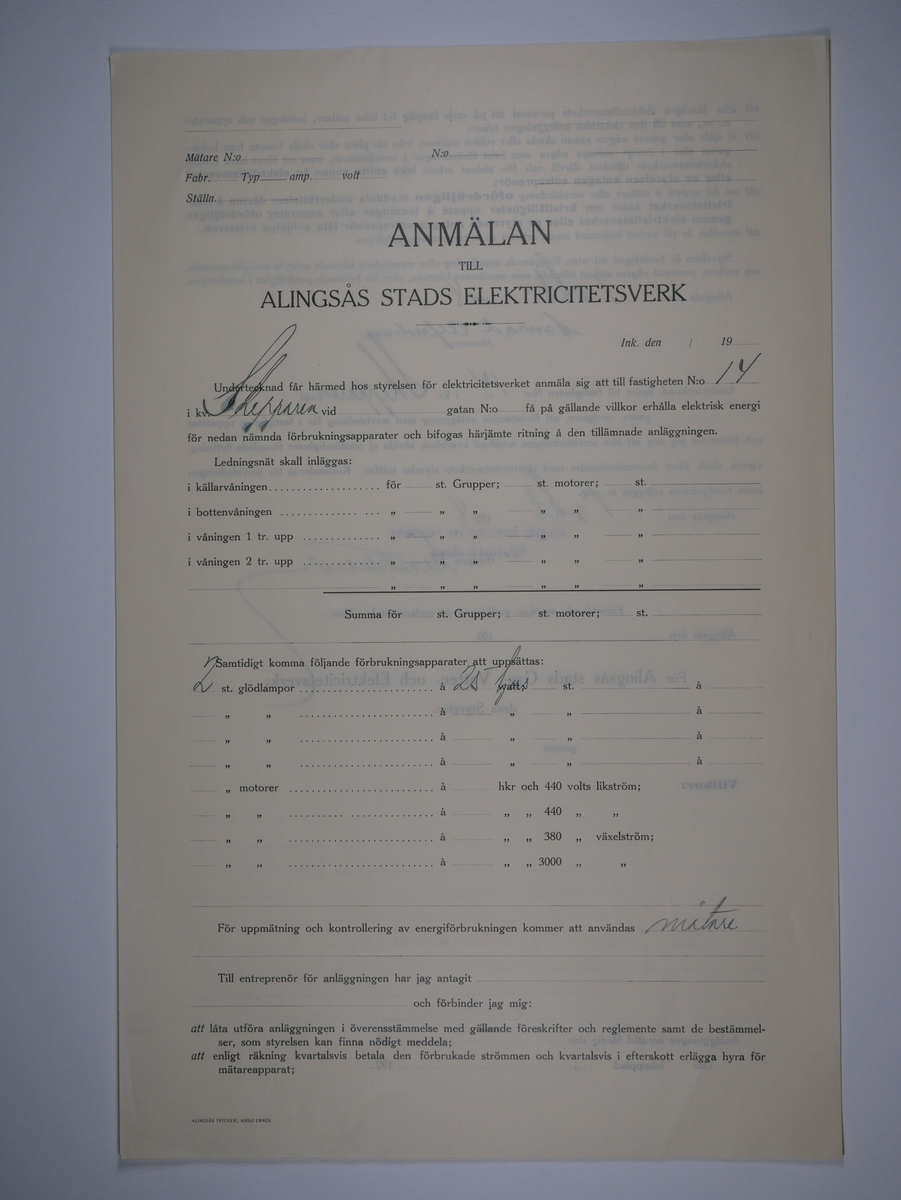 Mätare N:o N:o
Fabr. Typ amp. volt
Ställn.
ANMÄLAN
TILL
ALINGSÅS STADS ELEKTRICITETSVERK
Ink. den / 19
Undertecknad får härmed hos styrelsen för elektricitetsverket anmäla sig att till fastigheten N:o 14
i kv. Skepparen vid gatan N:o få på gällande villkor erhålla elektrisk energi
för nedan nämnda förbrukningsapparater och bifogas härjämte ritning å den tillämnade anläggningen.
Ledningsnät skall inläggas:
i källarvåningen................... för st. Grupper; st. motorer; st.
i bottenvåningen ................. „ „ „ „ „ „
i våningen 1 tr. upp ............. „ „ „ „ „ „
i våningen 2 tr. upp ............. „ „ „ „ „ „
„ „ „ „ „ „
Summa för st. Grupper; st. motorer; st.
Samtidigt komma följande förbrukningsapparater att uppsättas:
2 st. glödlampor ....................... à 25 watts st. à
„ „ ....................... à „ „ à
„ „ ....................... à „ „ à
„ „ ....................... à „ „ à
„ motorer ......................... à hkr och 440 volts likström;
„ „ ......................... à „ „ 440 „ „
„ „ ......................... à „ „ 380 „ växelström;
„ „ ......................... à „ „ 3000 „ „
För uppmätning och kontrollering av energiförbrukningen kommer att användas mätare
Till entreprenör för anläggningen har jag antagit
och förbinder jag mig:
att låta utföra anläggningen i överensstämmelse med gällande föreskrifter och reglemente samt de bestämmel-
ser, som styrelsen kan finna nödigt meddela;
att enligt räkning kvartalsvis betala den förbrukade strömmen och kvartalsvis i efterskott erlägga hyra för
mätareapparat;
ALINGSÅS TRYCKERI, ADOLF ERNER.